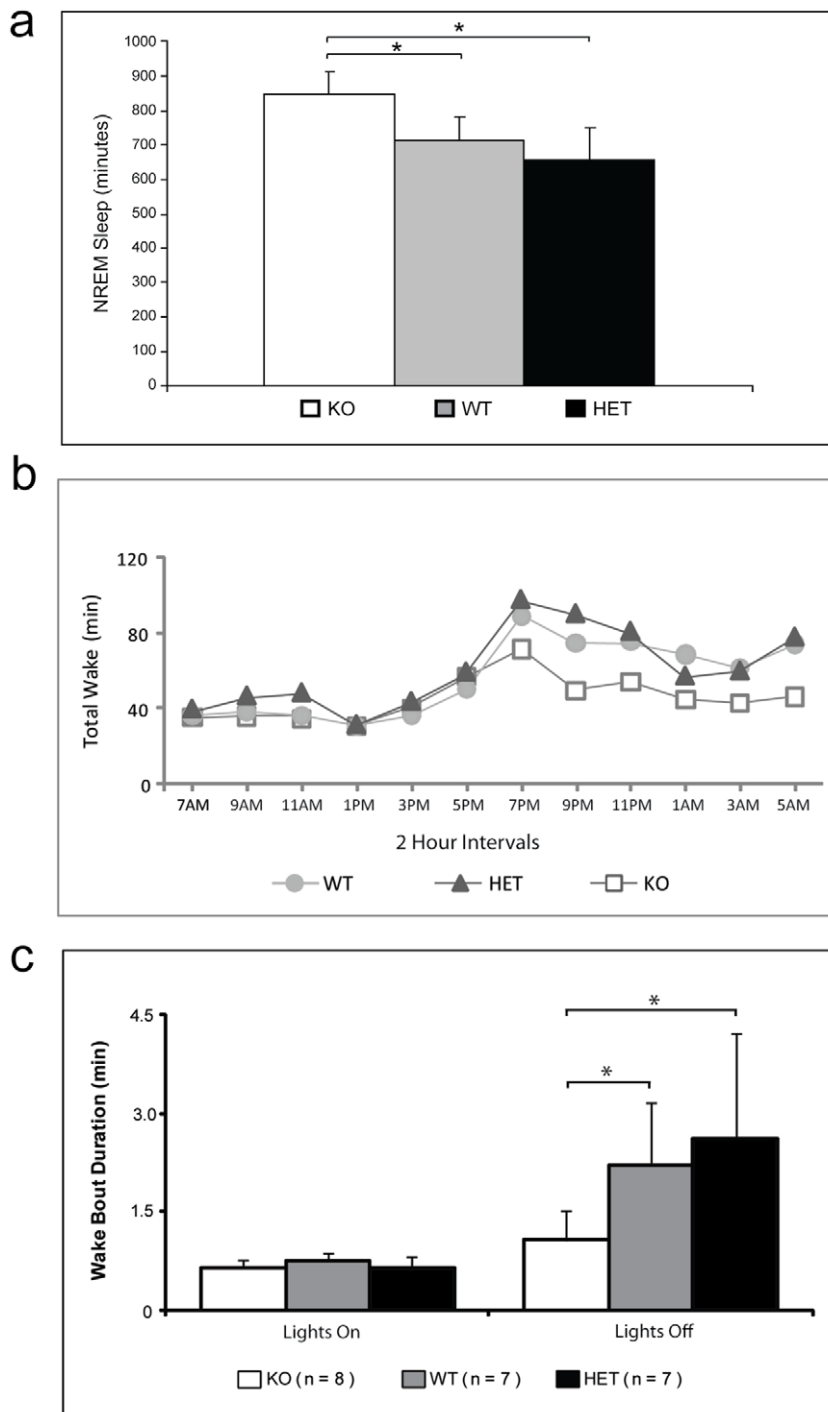 a
*
*
1000
900
800
700
600
500
400
300
200
100
0
NREM Sleep (minutes)
KO WT HET
b
120
80
40
0
Total Wake (min)
7AM 9AM 11AM 1PM 3PM 5PM 7PM 9PM 11PM 1AM 3AM 5AM
2 Hour Intervals
WT HET KO
c
*
*
4.5
3.0
1.5
0
Wake Bout Duration (min)
Lights On Lights Off
KO ( n = 8 ) WT ( n = 7 ) HET ( n = 7 )